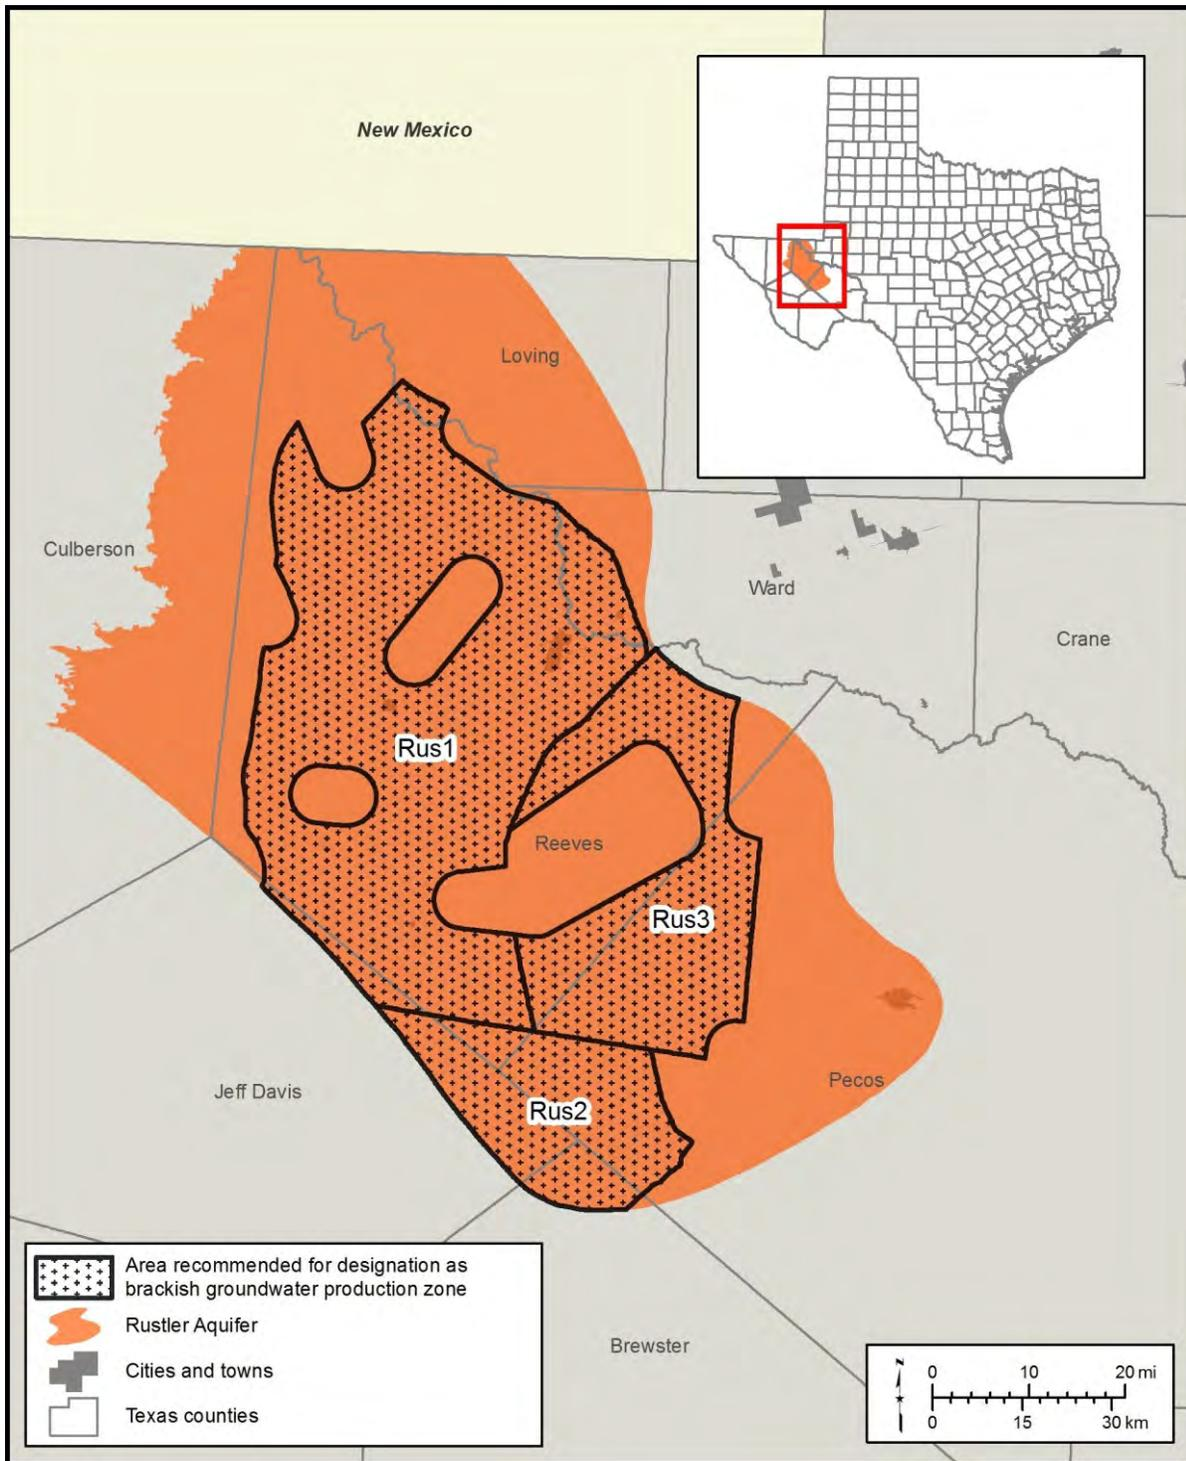 New Mexico
Loving
Culberson
Ward
Crane
Rus1
Reeves
Rus3
Pecos
Jeff Davis
Rus2
Brewster
Area recommended for designation as
brackish groundwater production zone
Rustler Aquifer
Cities and towns
Texas counties
N
0 10 20 mi
0 15 30 km